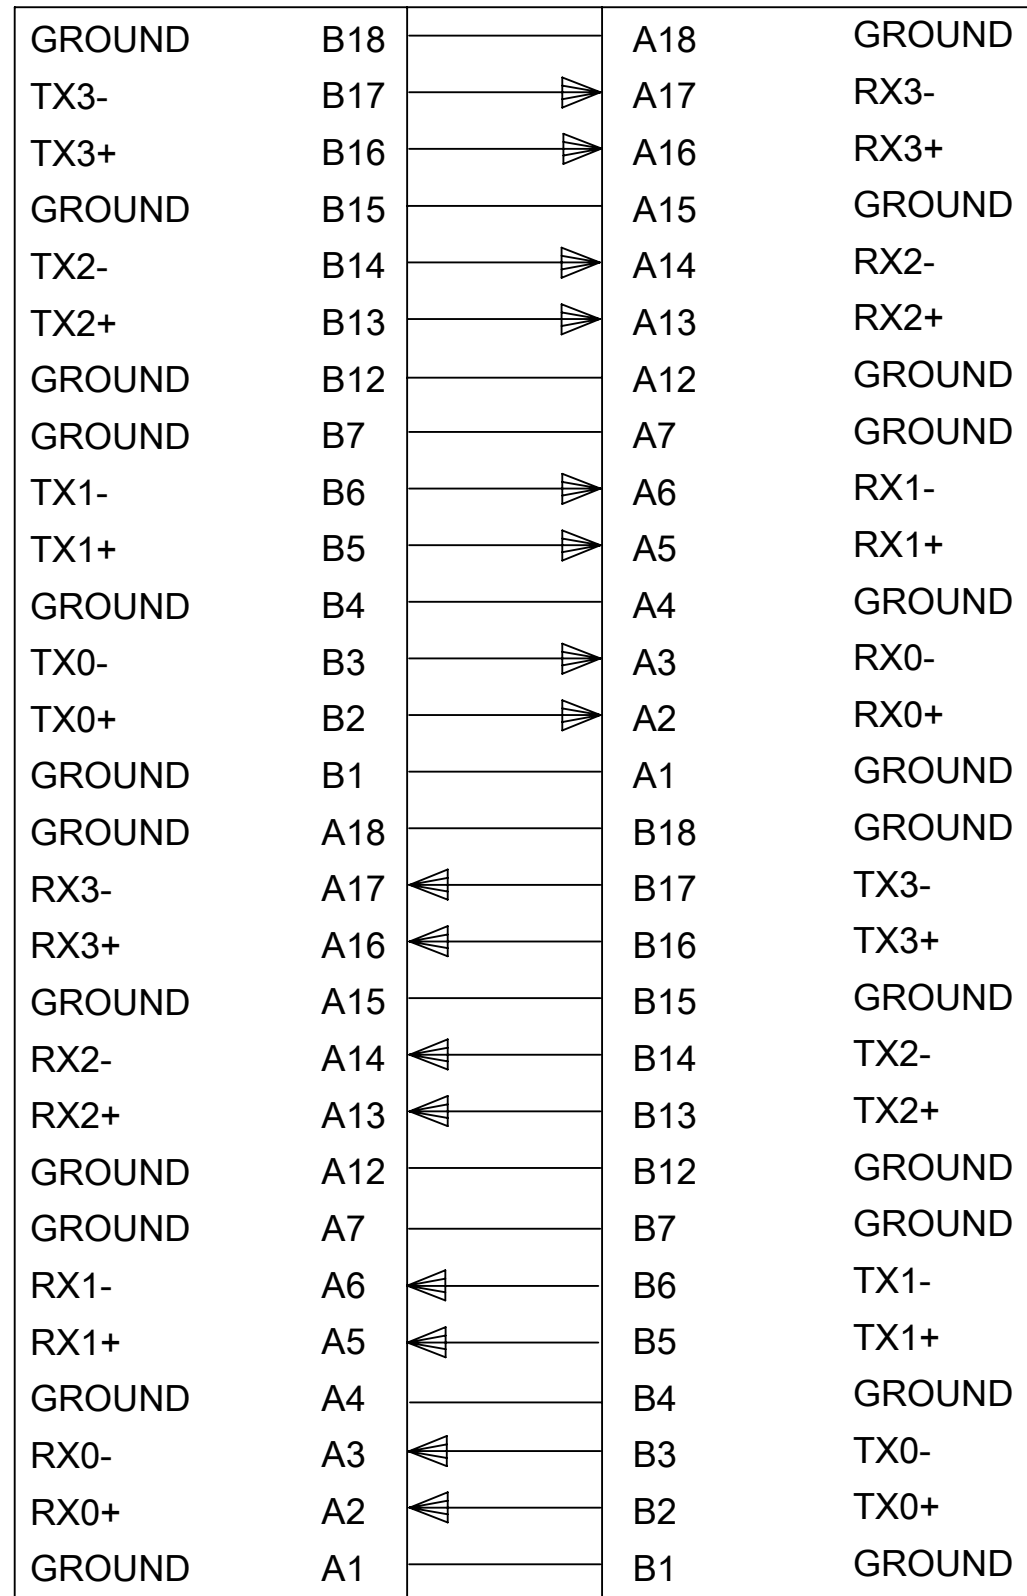 GROUND B18 A18 GROUND
TX3- B17 A17 RX3-
TX3+ B16 A16 RX3+
GROUND B15 A15 GROUND
TX2- B14 A14 RX2-
TX2+ B13 A13 RX2+
GROUND B12 A12 GROUND
GROUND B7 A7 GROUND
TX1- B6 A6 RX1-
TX1+ B5 A5 RX1+
GROUND B4 A4 GROUND
TX0- B3 A3 RX0-
TX0+ B2 A2 RX0+
GROUND B1 A1 GROUND
GROUND A18 B18 GROUND
RX3- A17 B17 TX3-
RX3+ A16 B16 TX3+
GROUND A15 B15 GROUND
RX2- A14 B14 TX2-
RX2+ A13 B13 TX2+
GROUND A12 B12 GROUND
GROUND A7 B7 GROUND
RX1- A6 B6 TX1-
RX1+ A5 B5 TX1+
GROUND A4 B4 GROUND
RX0- A3 B3 TX0-
RX0+ A2 B2 TX0+
GROUND A1 B1 GROUND